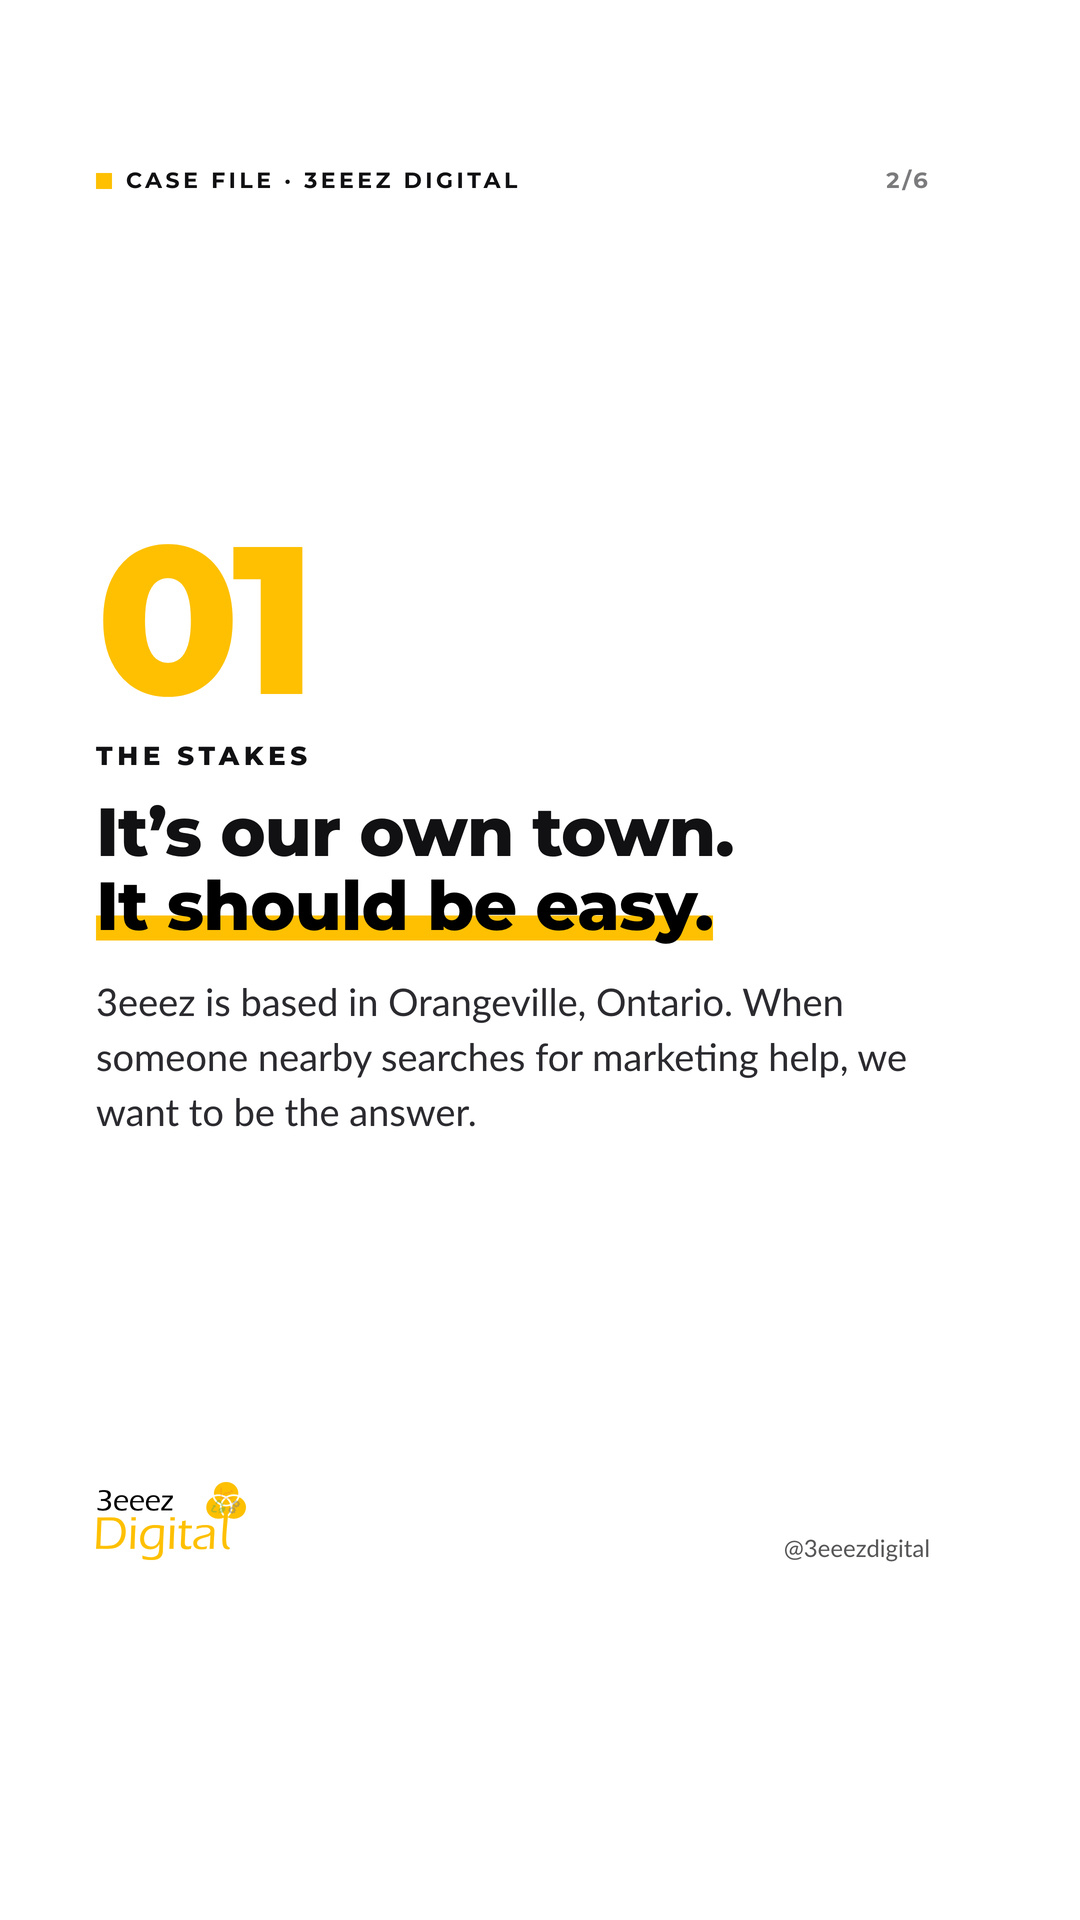 CASE FILE · 3EEEZ DIGITAL
2/6
01
THE STAKES
It’s our own town.
It should be easy.
3eeez is based in Orangeville, Ontario. When
someone nearby searches for marketing help, we
want to be the answer.
3eeez
Digital
@3eeezdigital